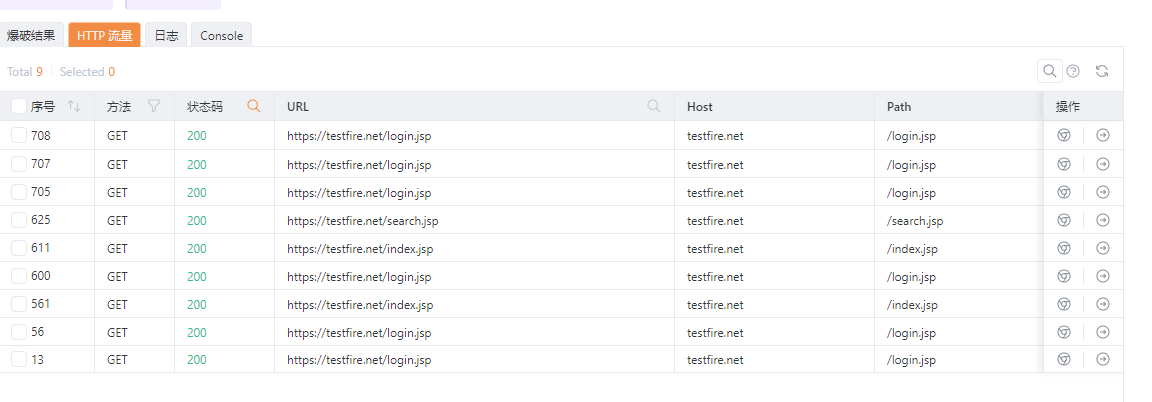 爆破结果 HTTP 流量 日志 Console
Total 9 Selected 0
序号 方法 状态码 URL Host Path 操作
708 GET 200 https://testfire.net/login.jsp testfire.net /login.jsp
707 GET 200 https://testfire.net/login.jsp testfire.net /login.jsp
705 GET 200 https://testfire.net/login.jsp testfire.net /login.jsp
625 GET 200 https://testfire.net/search.jsp testfire.net /search.jsp
611 GET 200 https://testfire.net/index.jsp testfire.net /index.jsp
600 GET 200 https://testfire.net/login.jsp testfire.net /login.jsp
561 GET 200 https://testfire.net/index.jsp testfire.net /index.jsp
56 GET 200 https://testfire.net/login.jsp testfire.net /login.jsp
13 GET 200 https://testfire.net/login.jsp testfire.net /login.jsp